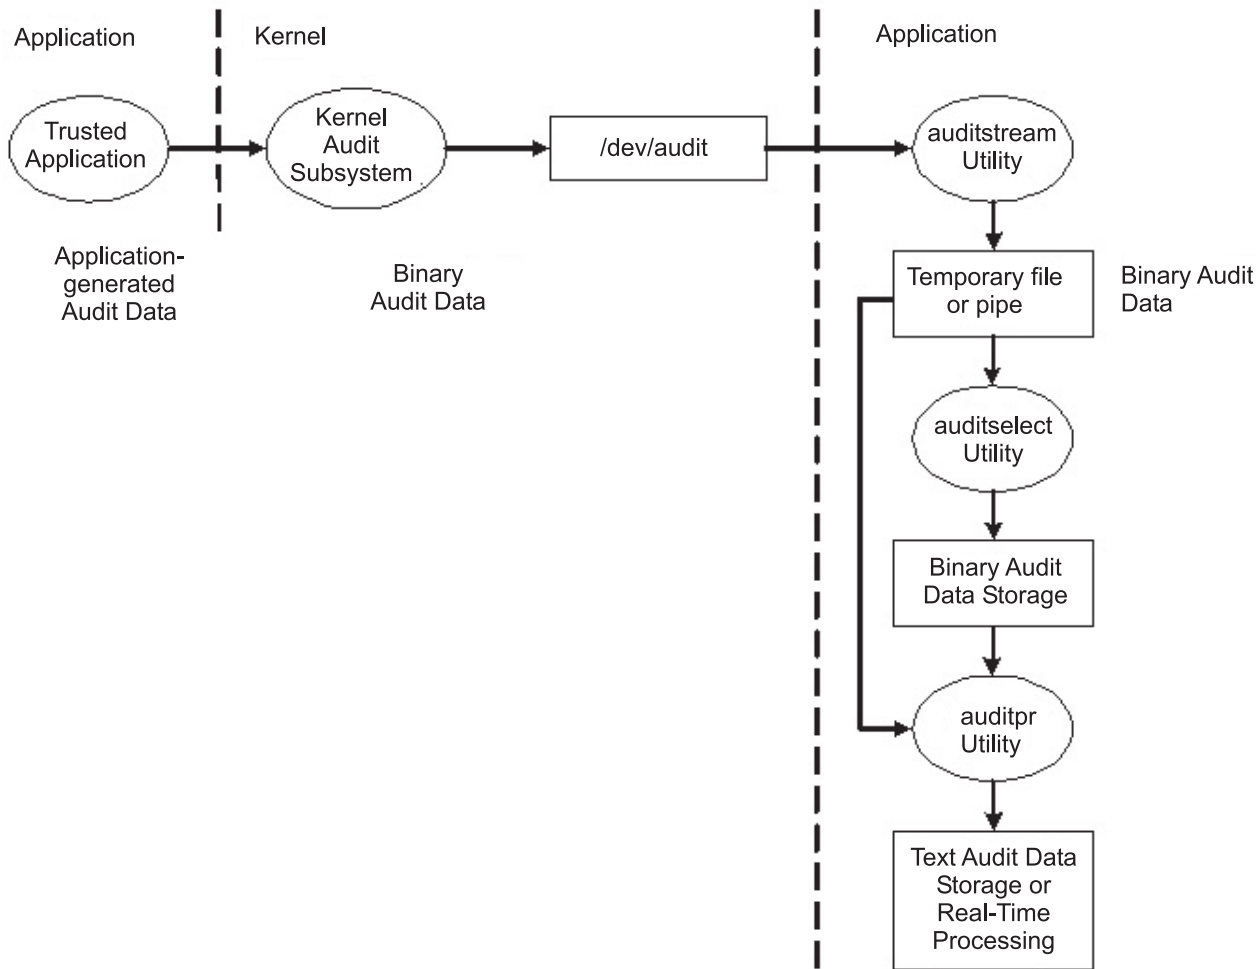 Application
Kernel
Application
Trusted
Application
Kernel
Audit
Subsystem
/dev/audit
auditstream
Utility
Application-
generated
Audit Data
Binary
Audit Data
Temporary file
or pipe
Binary Audit
Data
auditselect
Utility
Binary Audit
Data Storage
auditpr
Utility
Text Audit Data
Storage or
Real-Time
Processing